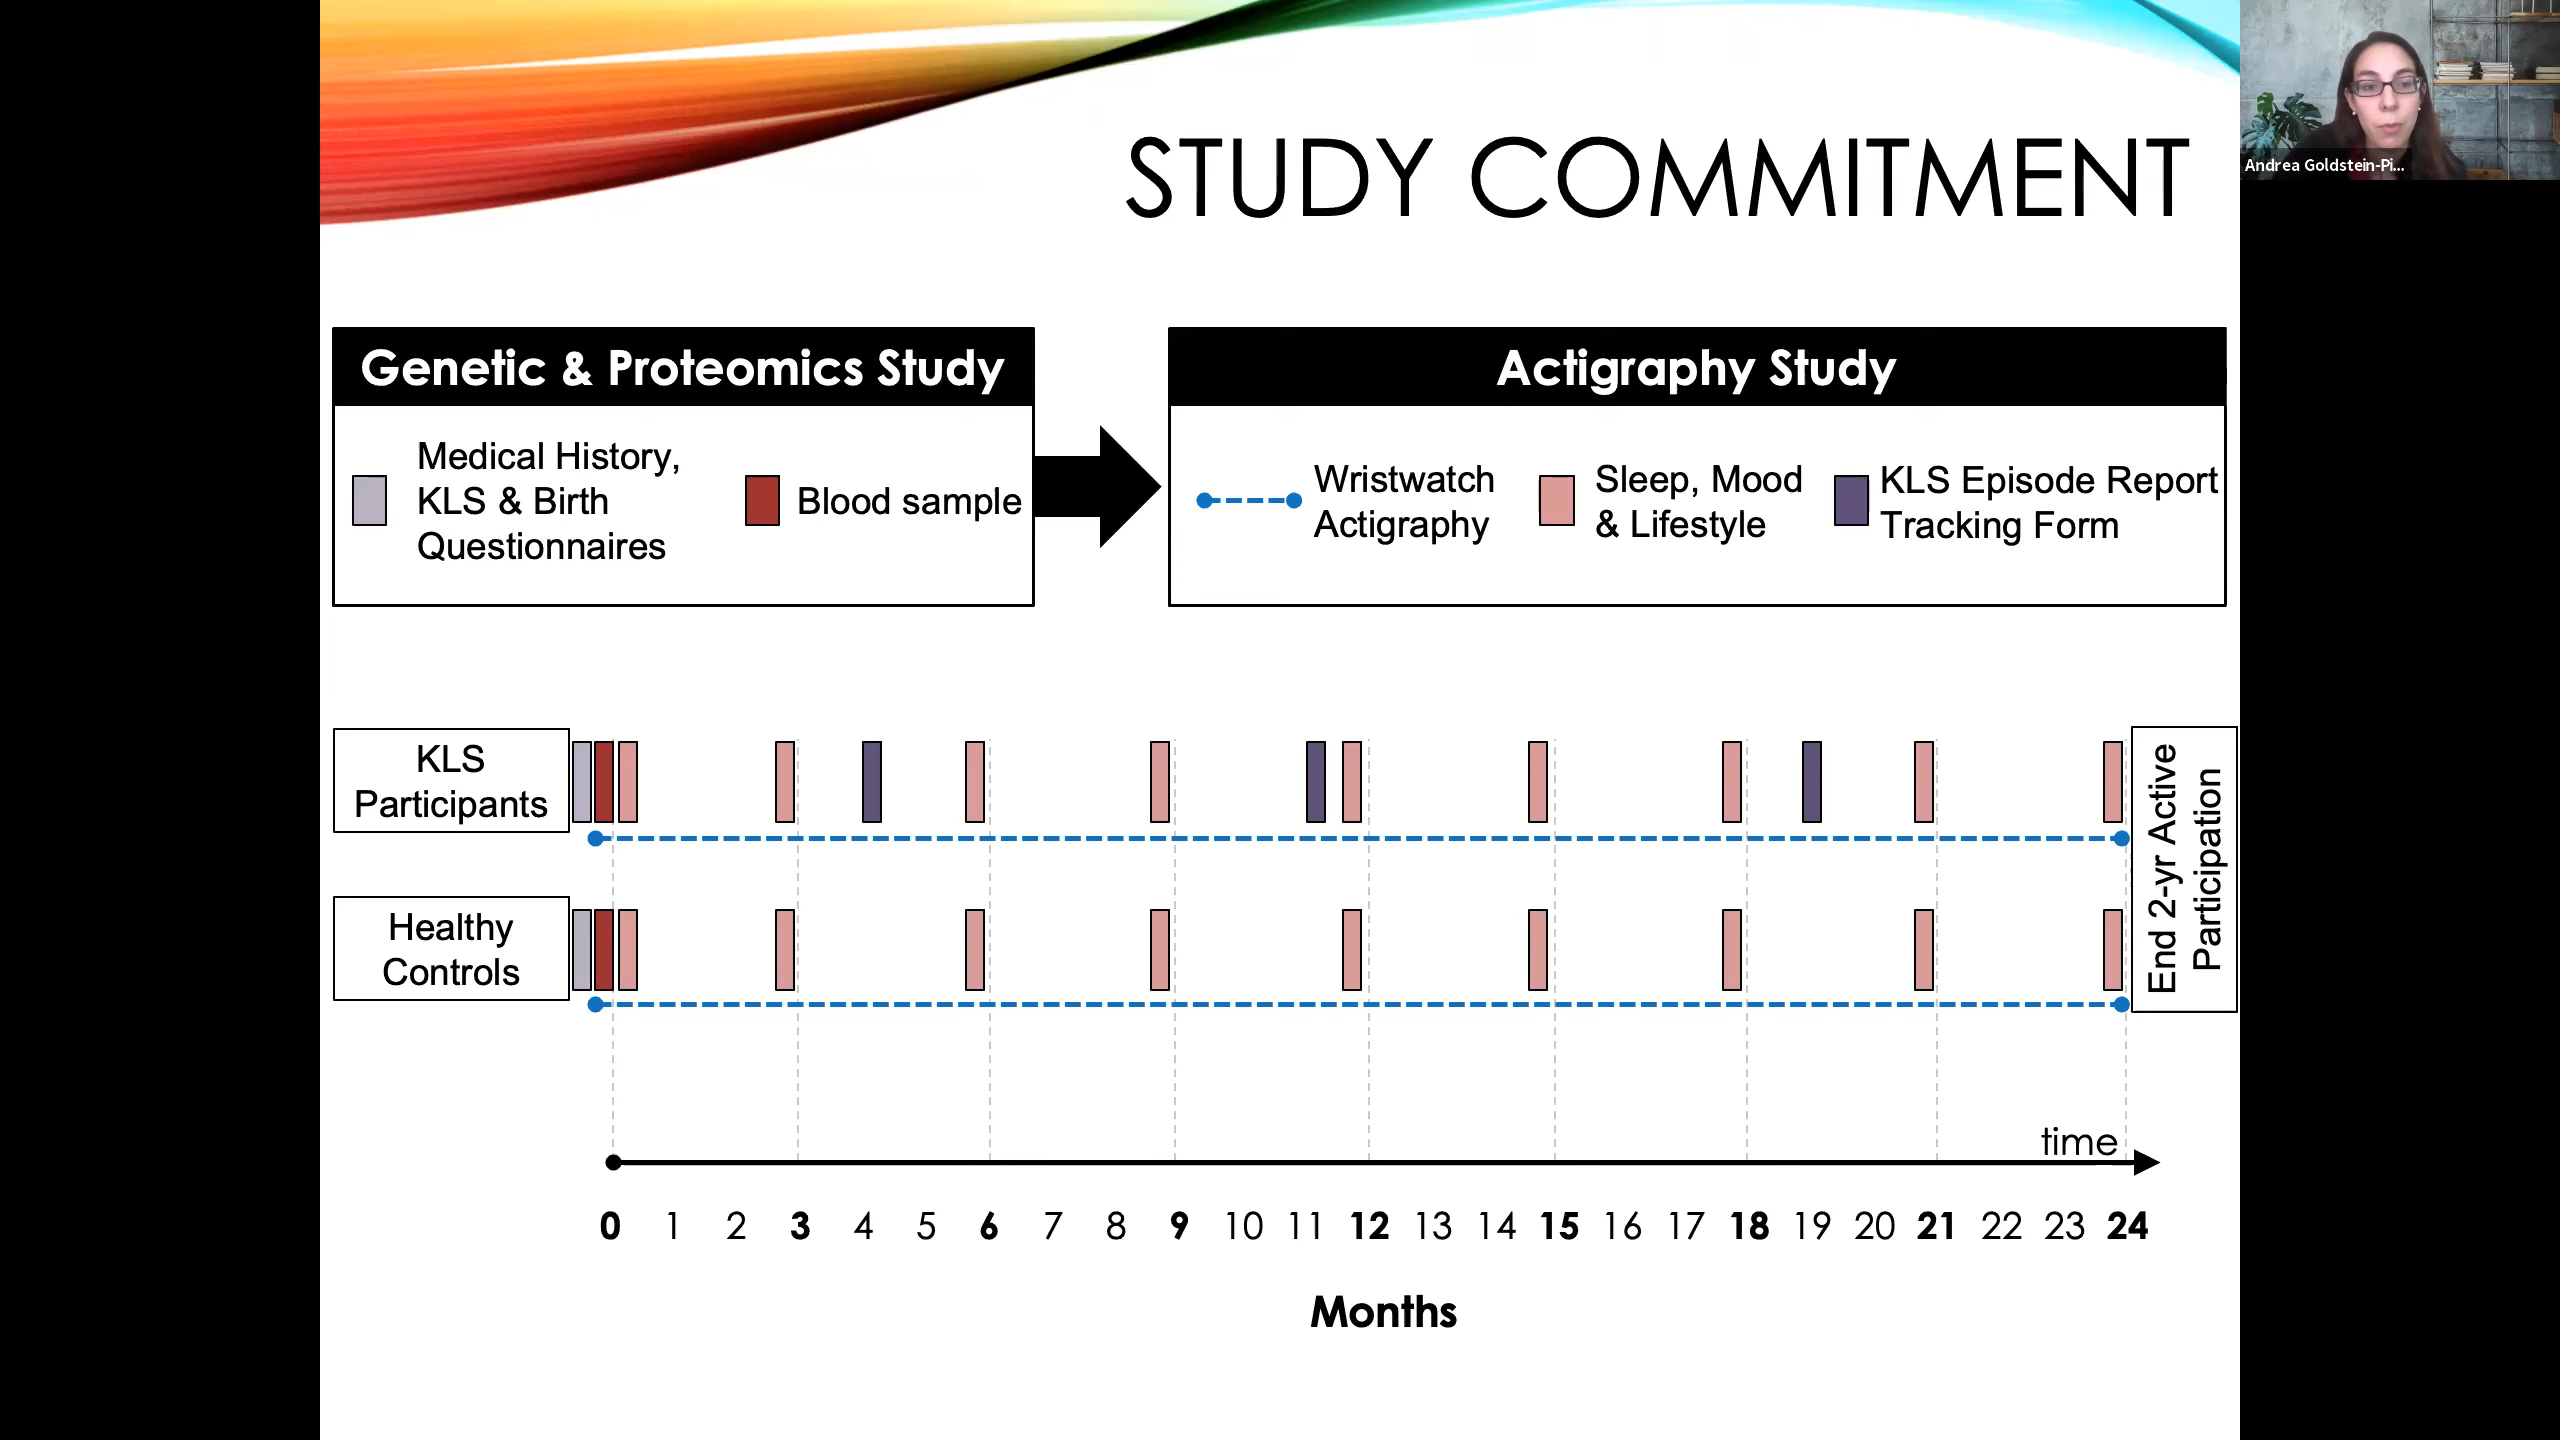 STUDY COMMITMENT
Andrea Goldstein-Pi...
Genetic & Proteomics Study
Medical History,
KLS & Birth
Questionnaires
Blood sample
Actigraphy Study
Wristwatch
Actigraphy
Sleep, Mood
& Lifestyle
KLS Episode Report
Tracking Form
KLS
Participants
Healthy
Controls
End 2-yr Active
Participation
time
0 1 2 3 4 5 6 7 8 9 10 11 12 13 14 15 16 17 18 19 20 21 22 23 24
Months